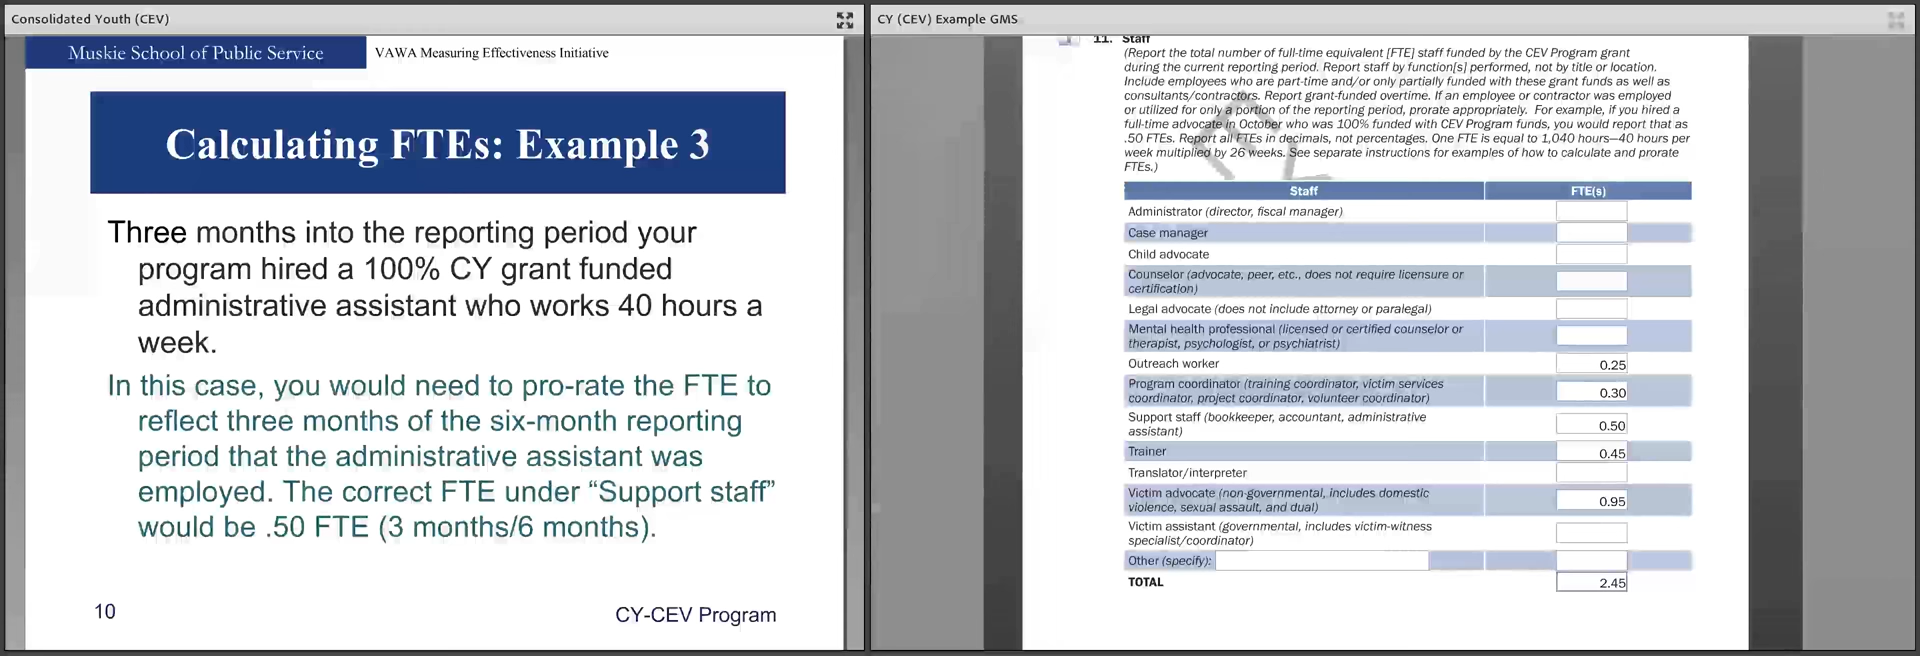 Consolidated Youth (CEV)
Muskie School of Public Service
VAWA Measuring Effectiveness Initiative
Calculating FTEs: Example 3
Three months into the reporting period your
program hired a 100% CY grant funded
administrative assistant who works 40 hours a
week.
In this case, you would need to pro-rate the FTE to
reflect three months of the six-month reporting
period that the administrative assistant was
employed. The correct FTE under “Support staff”
would be .50 FTE (3 months/6 months).
10
CY-CEV Program
CY (CEV) Example GMS
11. Staff
(Report the total number of full-time equivalent [FTE] staff funded by the CEV Program grant
during the current reporting period. Report staff by function[s] performed, not by title or location.
Include employees who are part-time and/or only partially funded with these grant funds as well as
consultants/contractors. Report grant-funded overtime. If an employee or contractor was employed
or utilized for only a portion of the reporting period, prorate appropriately. For example, if you hired a
full-time advocate in October who was 100% funded with CEV Program funds, you would report that as
.50 FTEs. Report all FTEs in decimals, not percentages. One FTE is equal to 1,040 hours—40 hours per
week multiplied by 26 weeks. See separate instructions for examples of how to calculate and prorate
FTEs.)
Staff FTE(s)
Administrator (director, fiscal manager)
Case manager
Child advocate
Counselor (advocate, peer, etc., does not require licensure or
certification)
Legal advocate (does not include attorney or paralegal)
Mental health professional (licensed or certified counselor or
therapist, psychologist, or psychiatrist)
Outreach worker 0.25
Program coordinator (training coordinator, victim services
coordinator, project coordinator, volunteer coordinator) 0.30
Support staff (bookkeeper, accountant, administrative
assistant) 0.50
Trainer 0.45
Translator/interpreter
Victim advocate (non-governmental, includes domestic
violence, sexual assault, and dual) 0.95
Victim assistant (governmental, includes victim-witness
specialist/coordinator)
Other (specify):
TOTAL 2.45